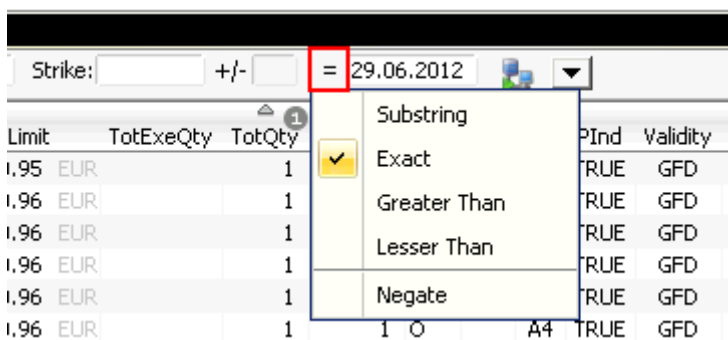 Strike: +/- = 29.06.2012
Substring
1
Limit TotExeQty TotQty PInd Validity
Exact
.95 EUR 1 TRUE GFD
.96 EUR 1 TRUE GFD
Greater Than
.96 EUR 1 TRUE GFD
Lesser Than
.96 EUR 1 TRUE GFD
Negate
.96 EUR 1 TRUE GFD
.96 EUR 1 1 O A4 TRUE GFD